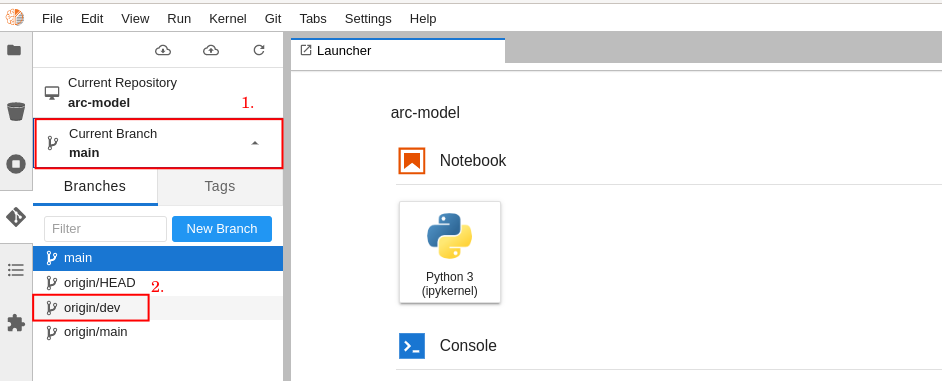 File Edit View Run Kernel Git Tabs Settings Help
Launcher
Current Repository
arc-model
1.
Current Branch
main
Branches Tags
Filter New Branch
main
origin/HEAD
2.
origin/dev
origin/main
arc-model
Notebook
Python 3
(ipykernel)
Console